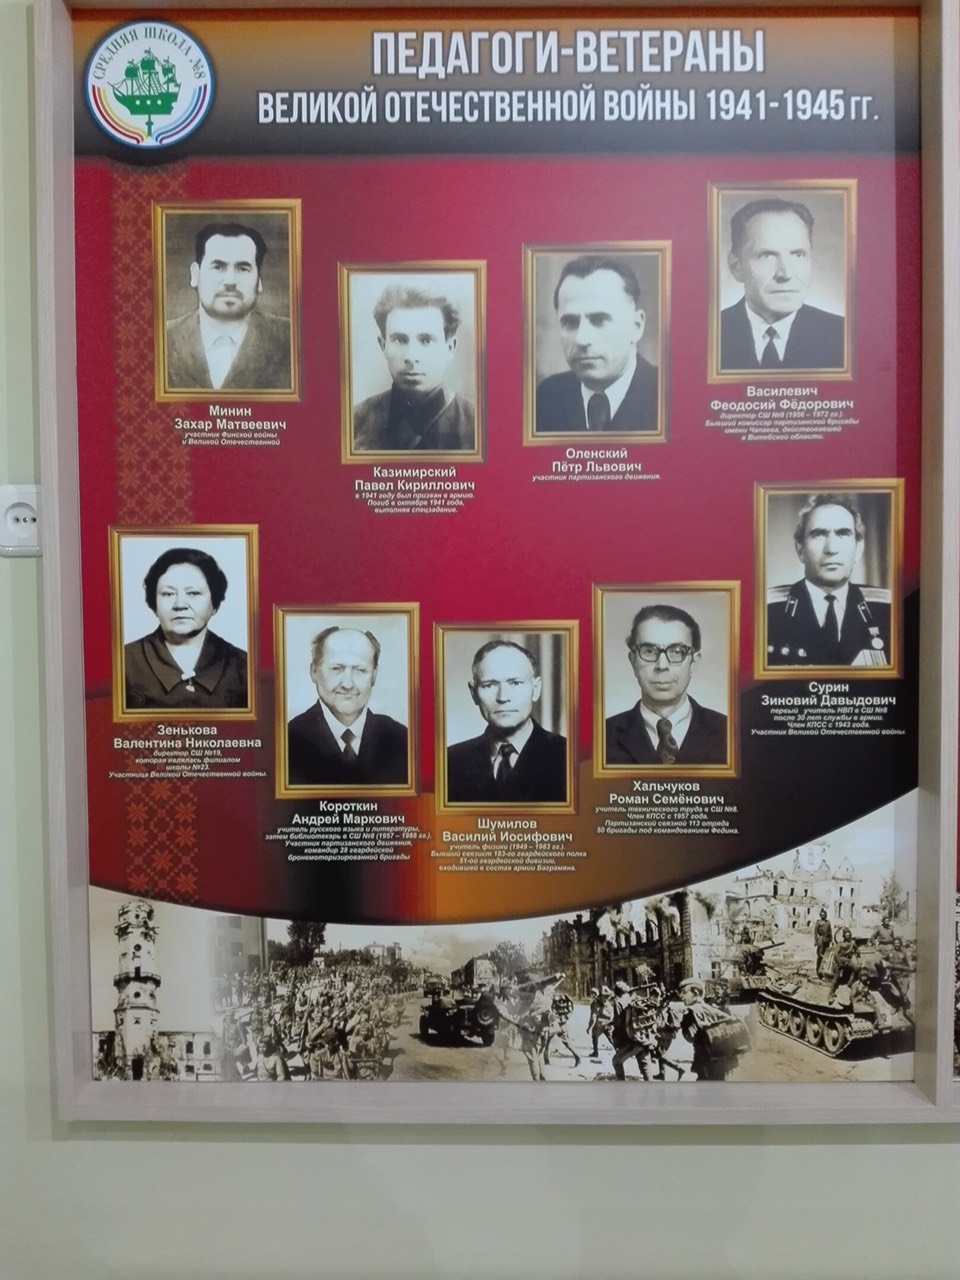 СРЕДНЯЯ ШКОЛА №8
ПЕДАГОГИ-ВЕТЕРАНЫ
ВЕЛИКОЙ ОТЕЧЕСТВЕННОЙ ВОЙНЫ 1941-1945 гг.
Минин
Захар Матвеевич
участник Финской войны
и Великой Отечественной
Казимирский
Павел Кириллович
в 1941 году был призван в армию.
Погиб в октябре 1941 года,
выполняя спецзадание.
Оленский
Пётр Львович
участник партизанского движения.
Василевич
Феодосий Фёдорович
директор СШ №8 (1956 – 1972 гг.).
Бывший комиссар партизанской бригады
имени Чапаева, действовавшей
в Витебской области.
Зенькова
Валентина Николаевна
директор СШ №19,
которая являлась филиалом
школы №23.
Участница Великой Отечественной войны.
Короткин
Андрей Маркович
учитель русского языка и литературы,
затем библиотекарь в СШ №8 (1957 – 1988 гг.).
Участник партизанского движения,
командир 28 гвардейской
бронемоторизированной бригады
Шумилов
Василий Иосифович
учитель физики (1949 – 1983 гг.).
Бывший связист 183-го гвардейского полка
51-ой гвардейской дивизии,
входившей в состав армии Баграмяна.
Хальчуков
Роман Семёнович
учитель технического труда в СШ №8.
Член КПСС с 1957 года.
Партизанский связной 113 отряда
50 бригады под командованием Федина.
Сурин
Зиновий Давыдович
первый учитель НВП в СШ №8
после 30 лет службы в армии.
Член КПСС с 1943 года.
Участник Великой Отечественной войны.